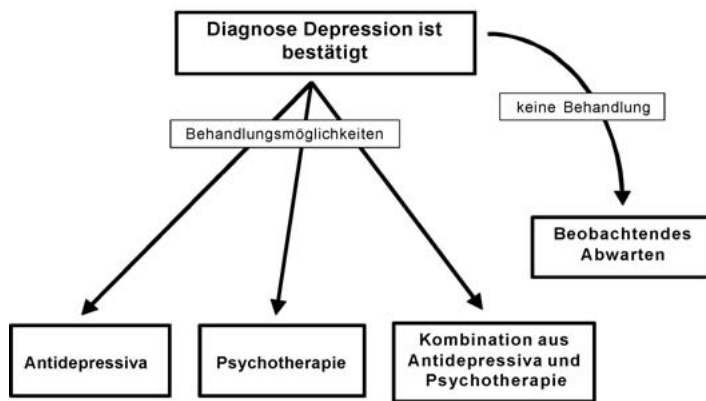 Diagnose Depression ist
bestätigt
keine Behandlung
Behandlungsmöglichkeiten
Beobachtendes
Abwarten
Antidepressiva
Psychotherapie
Kombination aus
Antidepressiva und
Psychotherapie